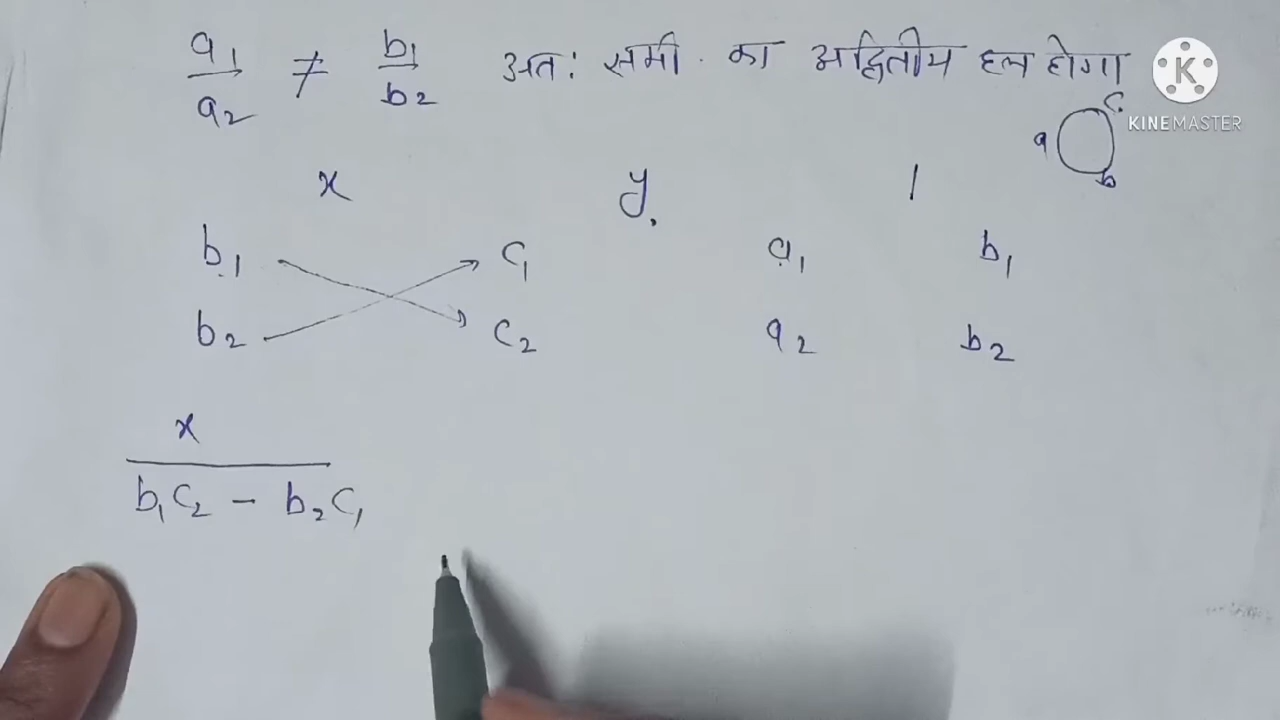 a₁/a₂ ≠ b₁/b₂ अतः समी. का अद्वितीय हल होगा
K
KINEMASTER
c
a
b
x y 1
b₁ c₁ a₁ b₁
b₂ c₂ a₂ b₂
x
b₁c₂ - b₂c₁